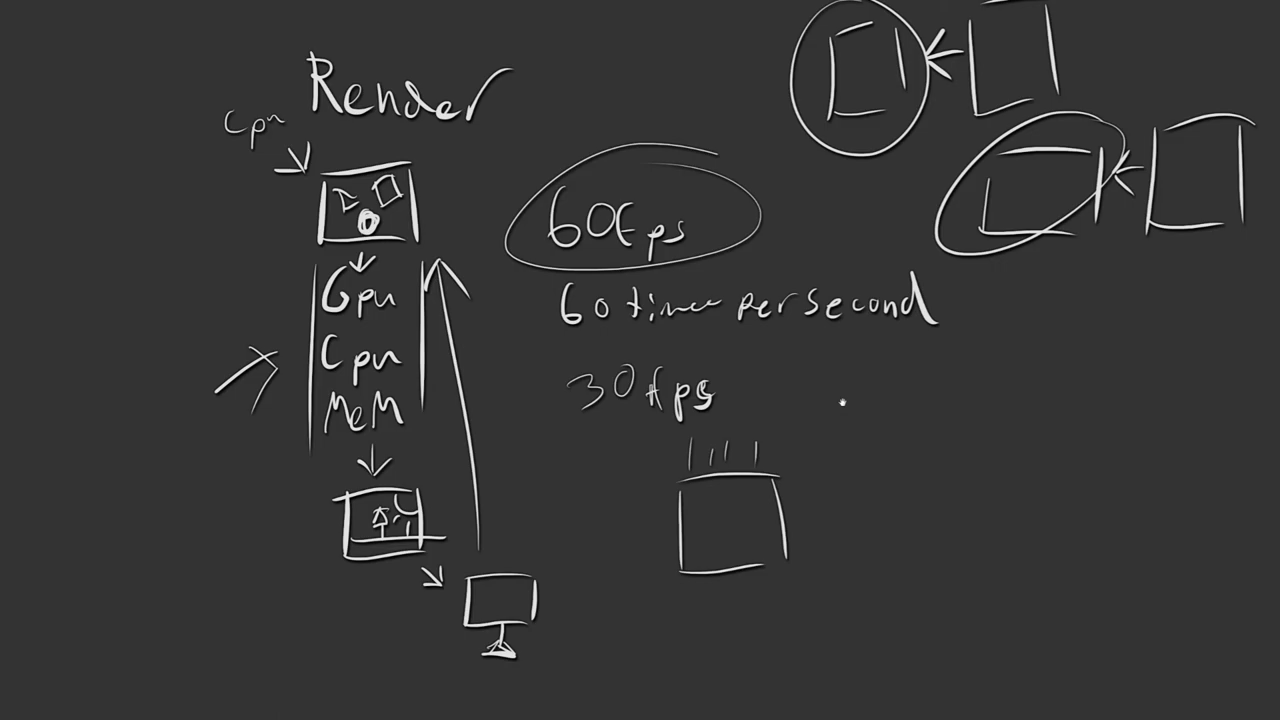 Render
Cpu
60fps
Gpu
60 times per second
Cpu
30fps
MeM